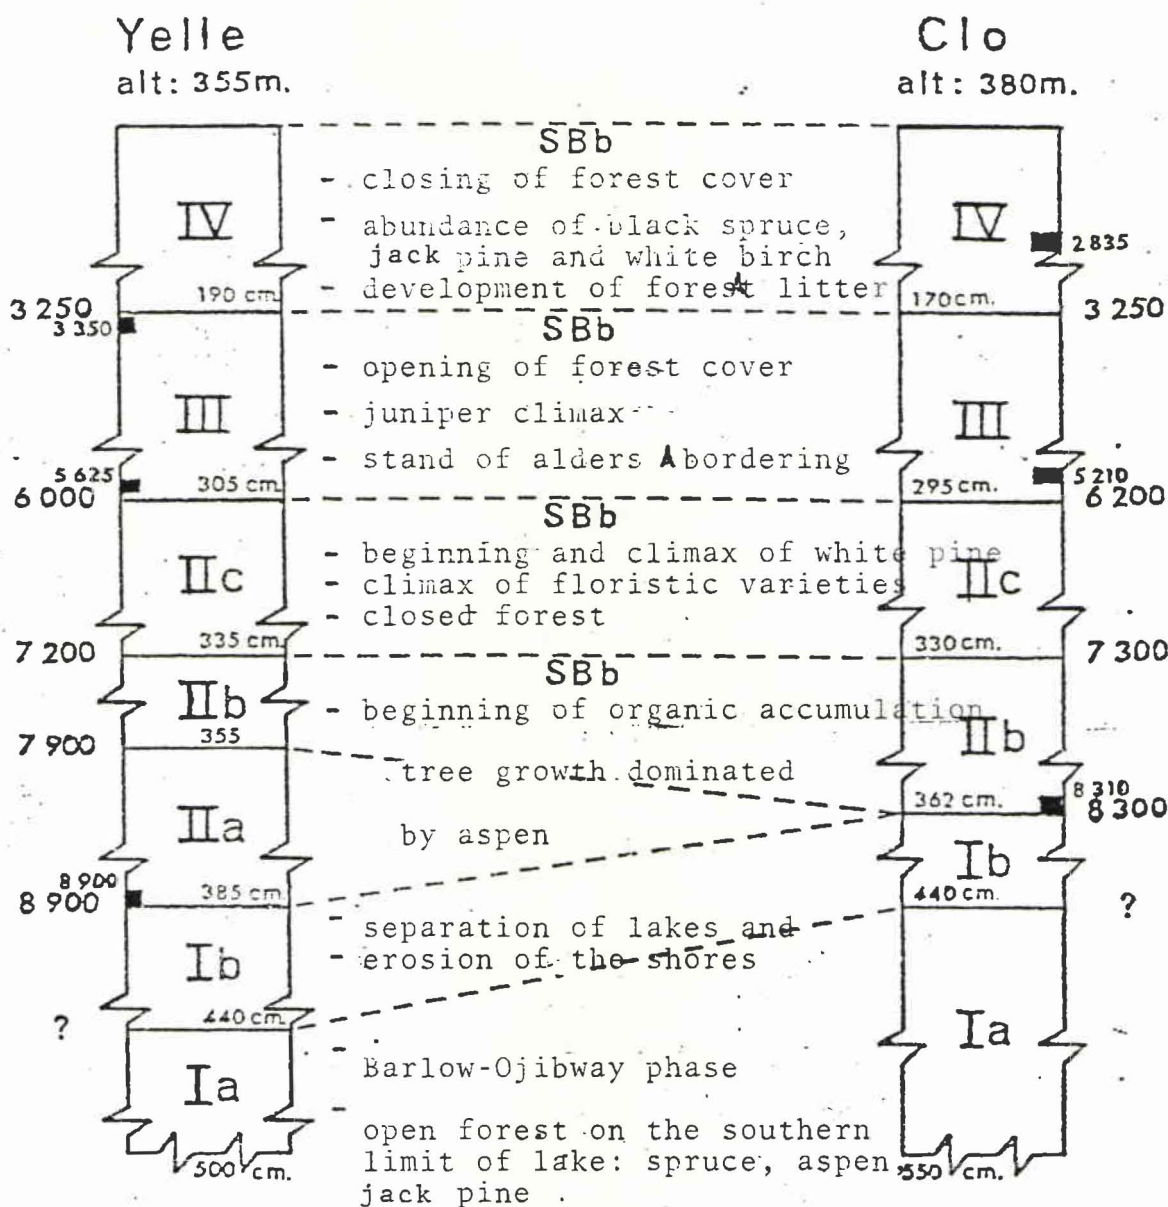 Yelle
alt: 355m.
Clo
alt: 380m.
SBb
- closing of forest cover
- abundance of black spruce,
jack pine and white birch
- development of forest litter
IV
190 cm.
3 250
3 350
IV
2 835
170 cm.
3 250
SBb
- opening of forest cover
- juniper climax
- stand of alders bordering
III
5 625
6 000
305 cm.
III
5 210
295 cm.
6 200
SBb
- beginning and climax of white pine
- climax of floristic varieties
- closed forest
IIc
7 200
335 cm.
IIc
330 cm.
7 300
SBb
- beginning of organic accumulation
IIb
7 900
355
IIb
8 310
362 cm.
8 300
tree growth dominated
by aspen
IIa
8 900
8 900
385 cm.
Ib
440 cm.
?
- separation of lakes and
- erosion of the shores
Ib
440 cm.
?
Ia
- Barlow-Ojibway phase
- open forest on the southern
limit of lake: spruce, aspen,
jack pine .
Ia
500 cm.
550 cm.